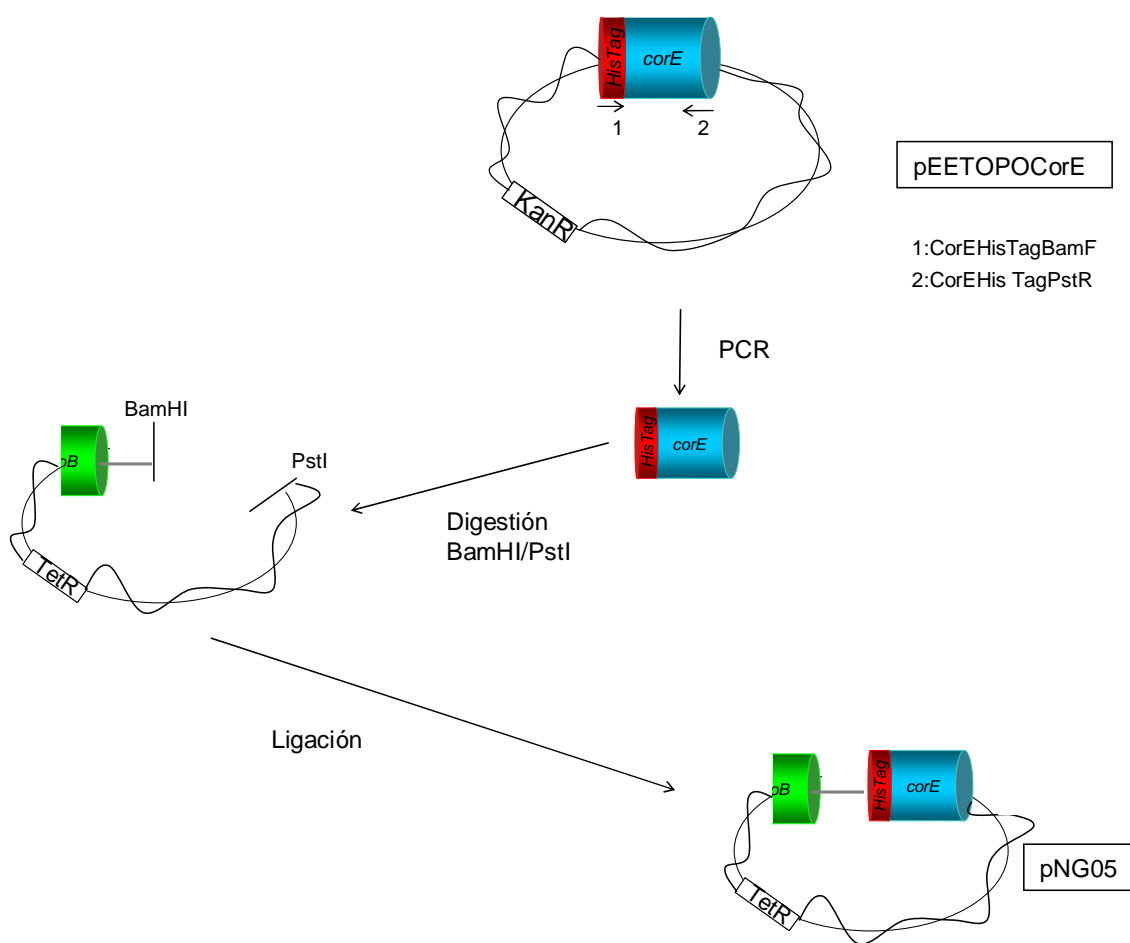 HisTag
corE
1
2
KanR
pEETOPOCorE
1:CorEHisTagBamF
2:CorEHis TagPstR
PCR
HisTag
corE
BamHI
oB
PstI
TetR
Digestión
BamHI/PstI
Ligación
oB
HisTag
corE
TetR
pNG05